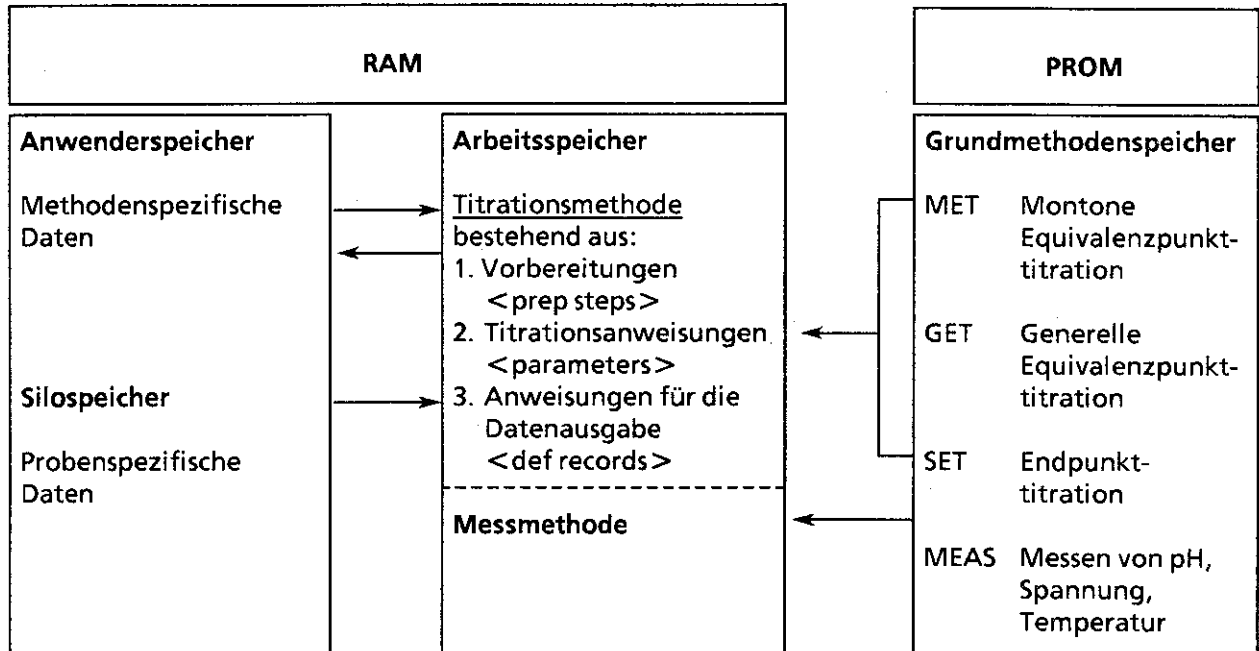 RAM
PROM
Anwenderspeicher
Methodenspezifische
Daten
Silospeicher
Probenspezifische
Daten
Arbeitsspeicher
Titrationsmethode
bestehend aus:
1. Vorbereitungen
<prep steps>
2. Titrationsanweisungen
<parameters>
3. Anweisungen für die
Datenausgabe
<def records>
Messmethode
Grundmethodenspeicher
MET Montone
Equivalenzpunkt-
titration
GET Generelle
Equivalenzpunkt-
titration
SET Endpunkt-
titration
MEAS Messen von pH,
Spannung,
Temperatur